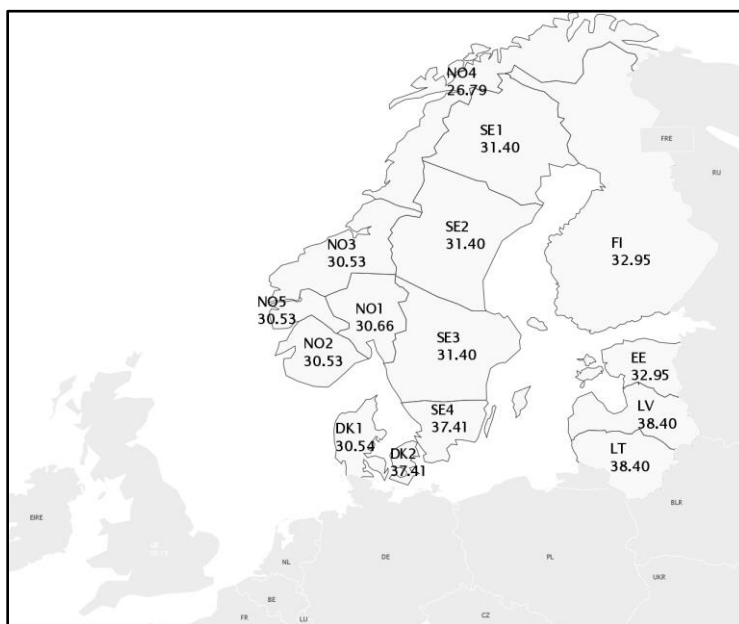 NO4
26.79
SE1
31.40
FRE
RU
SE2
31.40
NO3
30.53
FI
32.95
NO5
30.53
NO1
30.66
NO2
30.53
SE3
31.40
EE
32.95
SE4
37.41
LV
38.40
DK1
30.54
DK2
37.41
LT
38.40
BLR
EIRE
NL
DE
PL
UKR
BE
FR
LU
CZ